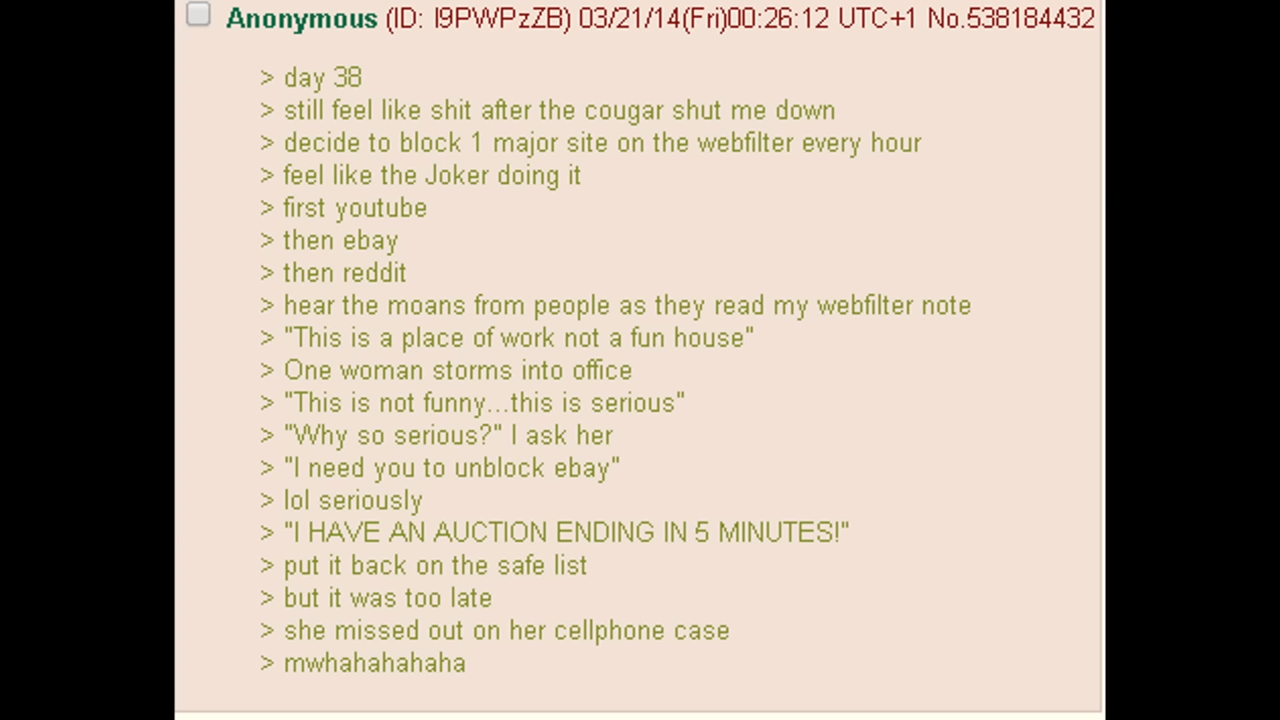 Anonymous (ID: I9PWPzZB) 03/21/14(Fri)00:26:12 UTC+1 No.538184432
> day 38
> still feel like shit after the cougar shut me down
> decide to block 1 major site on the webfilter every hour
> feel like the Joker doing it
> first youtube
> then ebay
> then reddit
> hear the moans from people as they read my webfilter note
> "This is a place of work not a fun house"
> One woman storms into office
> "This is not funny...this is serious"
> "Why so serious?" I ask her
> "I need you to unblock ebay"
> lol seriously
> "I HAVE AN AUCTION ENDING IN 5 MINUTES!"
> put it back on the safe list
> but it was too late
> she missed out on her cellphone case
> mwhahahahaha